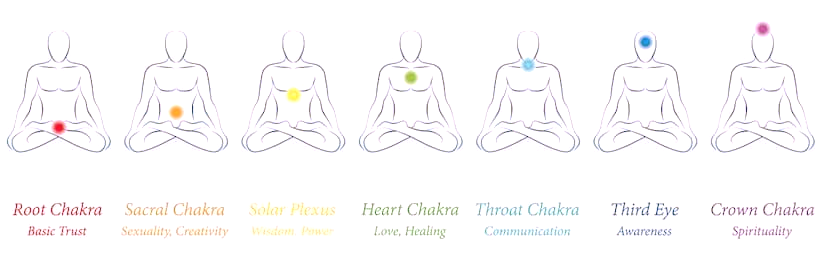 Root Chakra
Basic Trust
Sacral Chakra
Sexuality, Creativity
Solar Plexus
Wisdom, Power
Heart Chakra
Love, Healing
Throat Chakra
Communication
Third Eye
Awareness
Crown Chakra
Spirituality